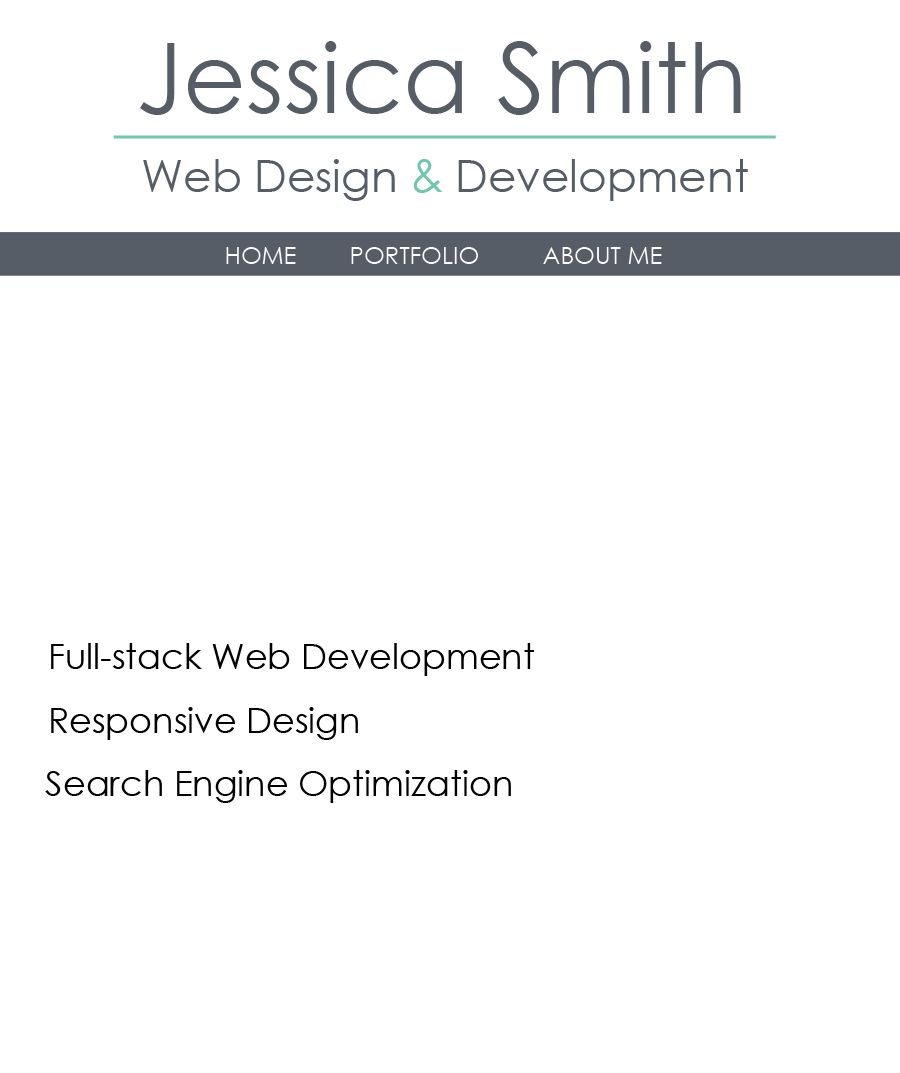 Jessica Smith
Web Design & Development
HOME PORTFOLIO ABOUT ME
Full-stack Web Development
Responsive Design
Search Engine Optimization